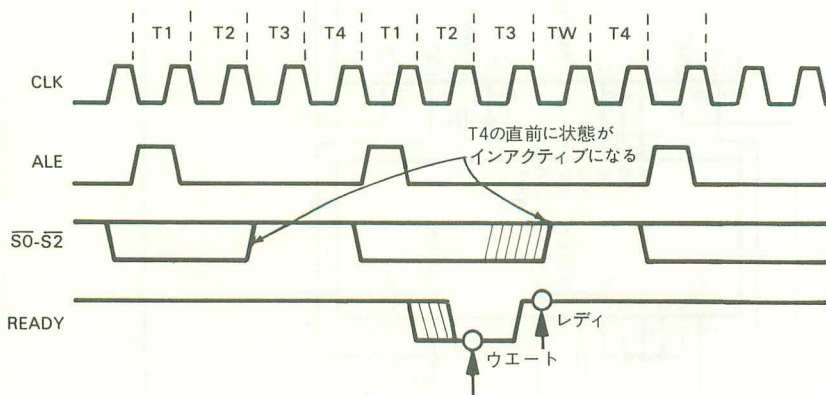 T1 T2 T3 T4 T1 T2 T3 TW T4
CLK
T4の直前に状態が
インアクティブになる
ALE
S0-S2
READY
レディ
ウエート